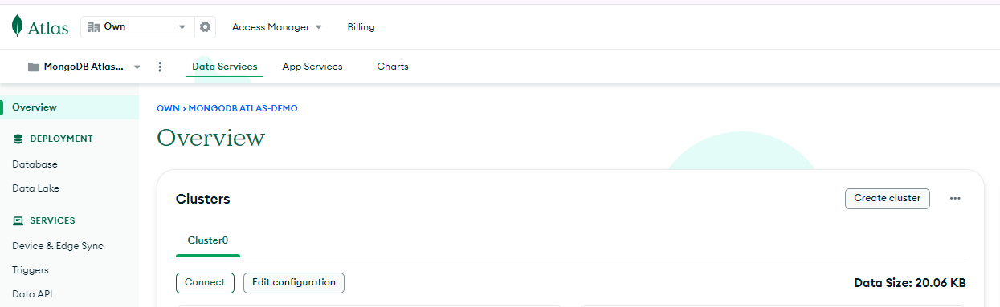 Atlas Own Access Manager Billing
MongoDB Atlas... Data Services App Services Charts
Overview
DEPLOYMENT
Database
Data Lake
SERVICES
Device & Edge Sync
Triggers
Data API
OWN > MONGODB ATLAS-DEMO
Overview
Clusters Create cluster ...
Cluster0
Connect Edit configuration Data Size: 20.06 KB